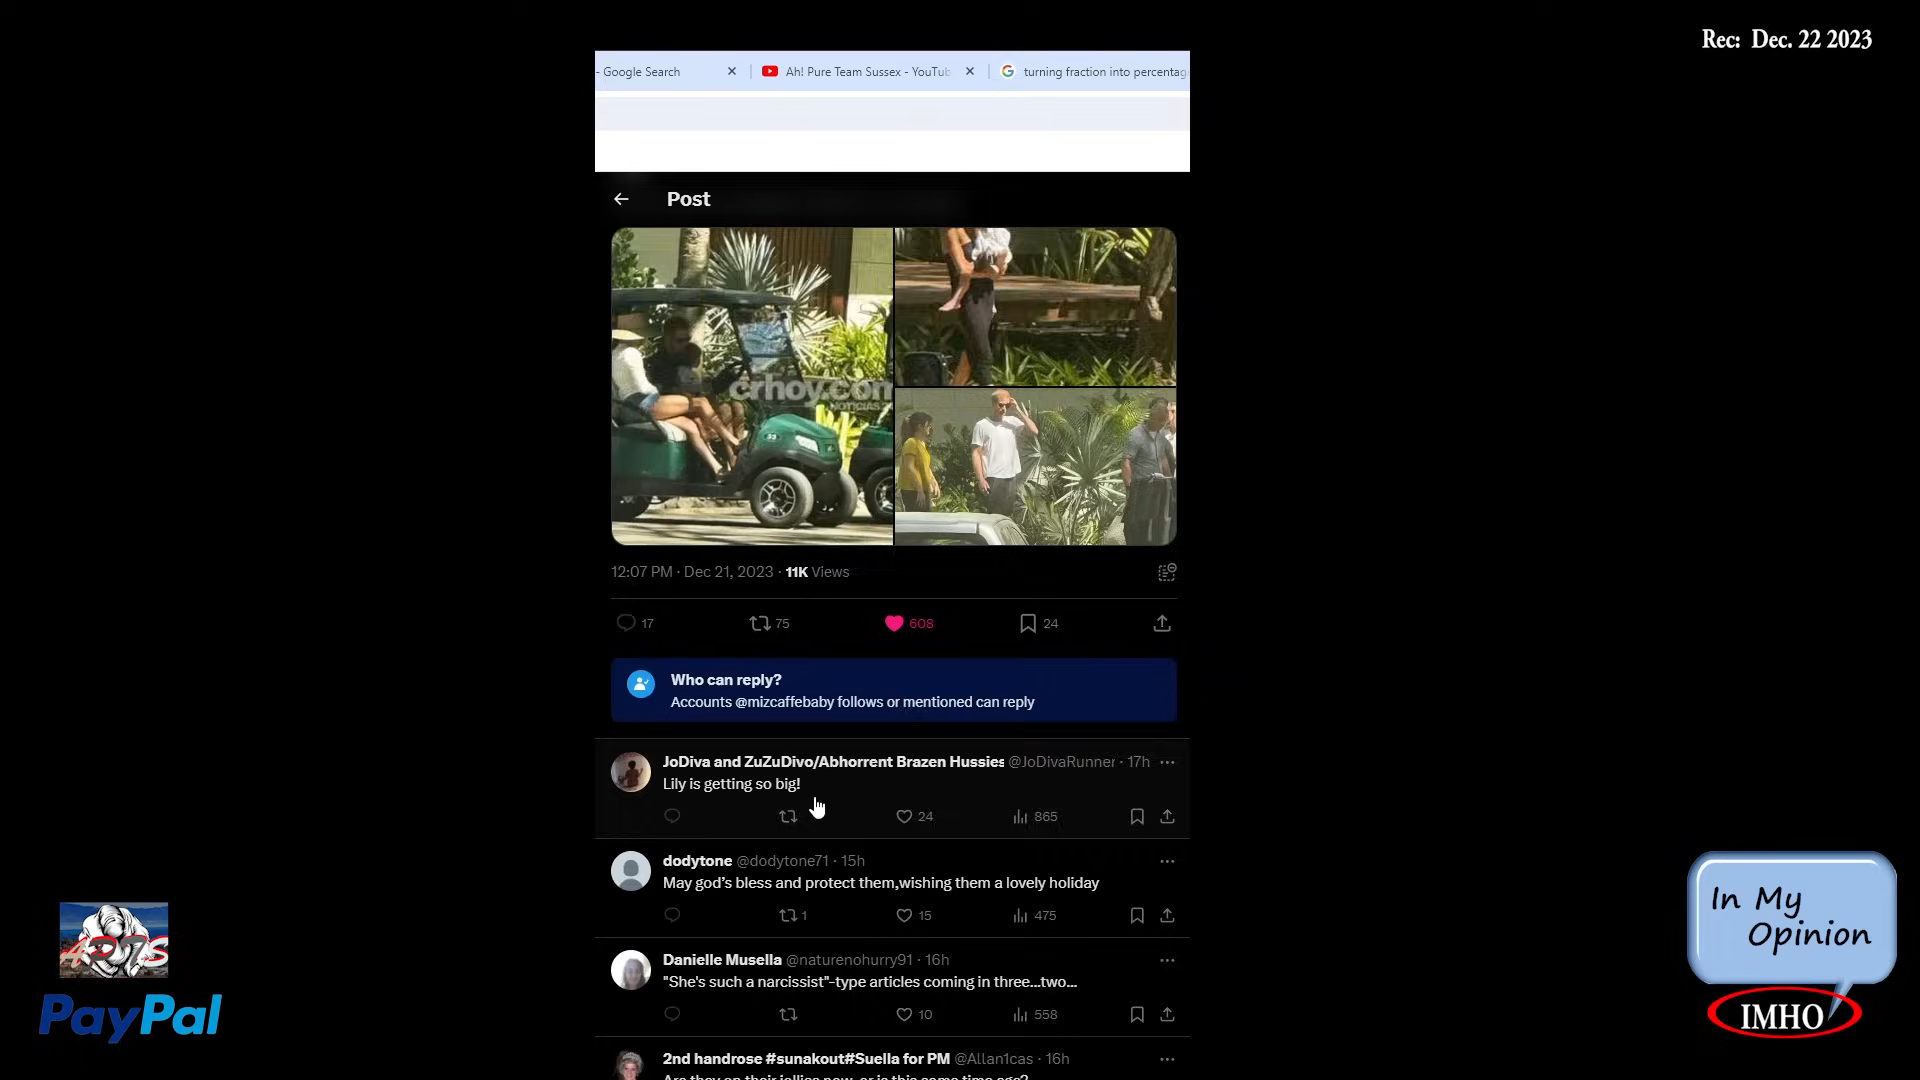 Rec: Dec. 22 2023
- Google Search
Ah! Pure Team Sussex - YouTub
turning fraction into percentag
Post
crhoy.com
NOTICIAS
12:07 PM · Dec 21, 2023 · 11K Views
17 75 608 24
Who can reply?
Accounts @mizcaffebaby follows or mentioned can reply
JoDiva and ZuZuDivo/Abhorrent Brazen Hussies @JoDivaRunner · 17h
Lily is getting so big!
24 865
dodytone @dodytone71 · 15h
May god's bless and protect them,wishing them a lovely holiday
1 15 475
Danielle Musella @naturenohurry91 · 16h
"She's such a narcissist"-type articles coming in three...two...
10 558
2nd handrose #sunakout#Suella for PM @Allan1cas · 16h
PayPal
In My
Opinion
IMHO